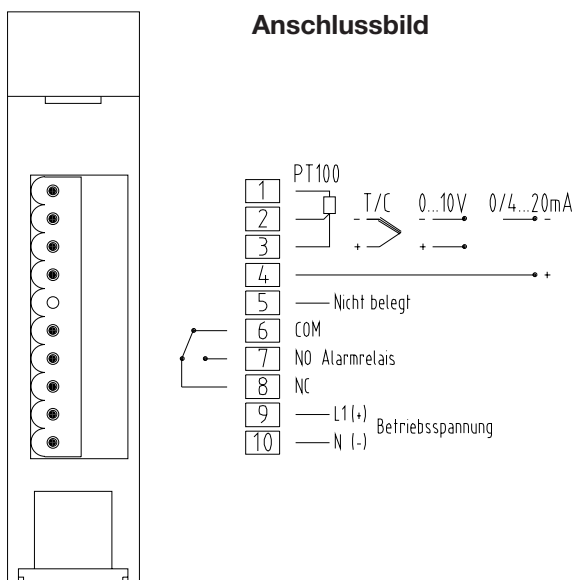 Anschlussbild
PT100
1
T/C 0...10V 0/4...20mA
2 - - -
3 + +
4 +
5 Nicht belegt
6 COM
7 NO Alarmrelais
8 NC
9 L1 (+)
Betriebsspannung
10 N (-)